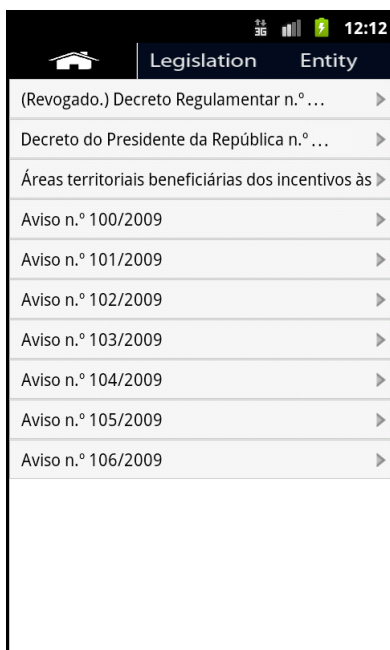 3G 12:12
Legislation Entity
(Revogado.) Decreto Regulamentar n.º...
Decreto do Presidente da República n.º...
Áreas territoriais beneficiárias dos incentivos às
Aviso n.º 100/2009
Aviso n.º 101/2009
Aviso n.º 102/2009
Aviso n.º 103/2009
Aviso n.º 104/2009
Aviso n.º 105/2009
Aviso n.º 106/2009